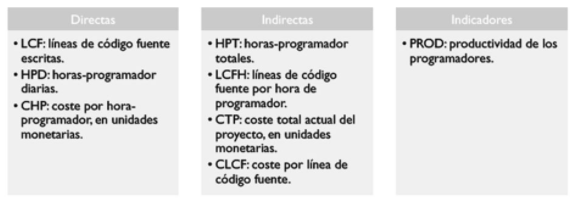 Directas
• LCF: líneas de código fuente
escritas.
• HPD: horas-programador
diarias.
• CHP: coste por hora-
programador, en unidades
monetarias.
Indirectas
• HPT: horas-programador
totales.
• LCFH: líneas de código
fuente por hora de
programador.
• CTP: coste total actual del
proyecto, en unidades
monetarias.
• CLCF: coste por línea de
código fuente.
Indicadores
• PROD: productividad de los
programadores.